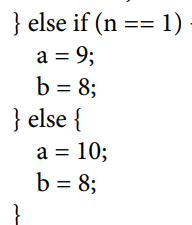 } else if (n == 1)
a = 9;
b = 8;
} else {
a = 10;
b = 8;
}